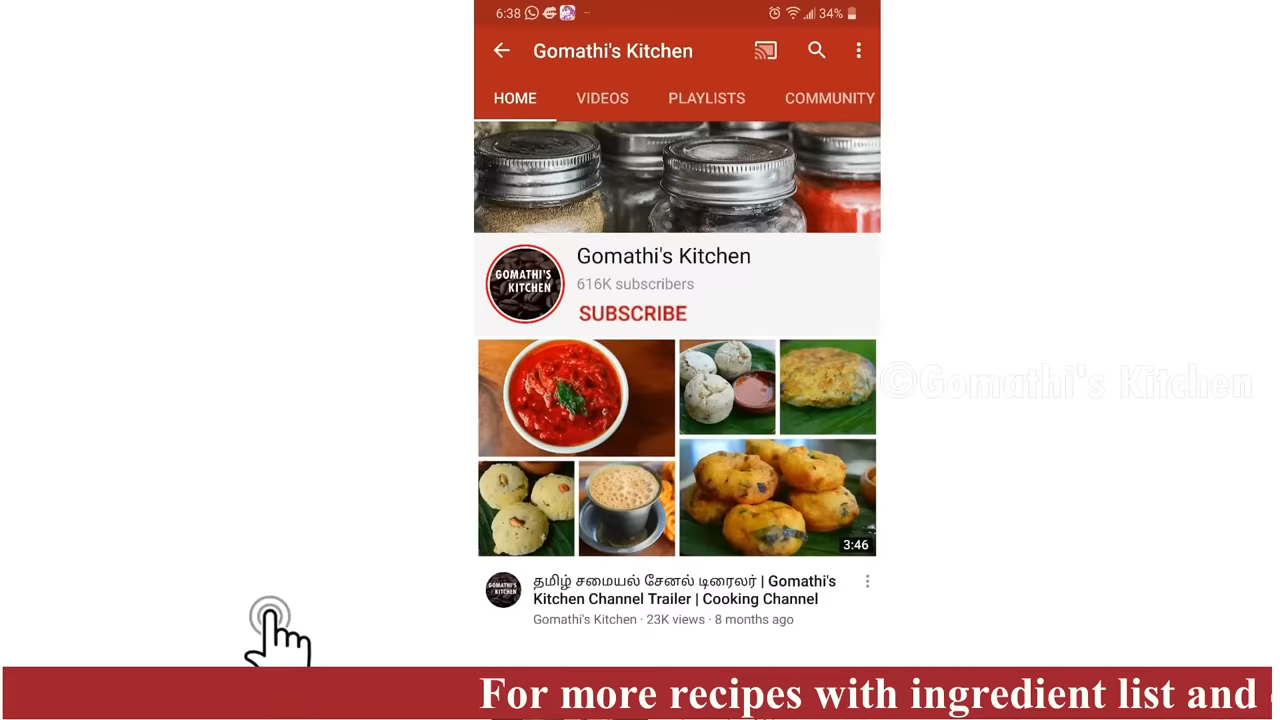 6:38
34%
Gomathi's Kitchen
HOME VIDEOS PLAYLISTS COMMUNITY
GOMATHI'S
KITCHEN
Gomathi's Kitchen
616K subscribers
SUBSCRIBE
©Gomathi's Kitchen
3:46
GOMATHI'S
KITCHEN
தமிழ் சமையல் சேனல் டிரைலர் | Gomathi's
Kitchen Channel Trailer | Cooking Channel
Gomathi's Kitchen · 23K views · 8 months ago
For more recipes with ingredient list and